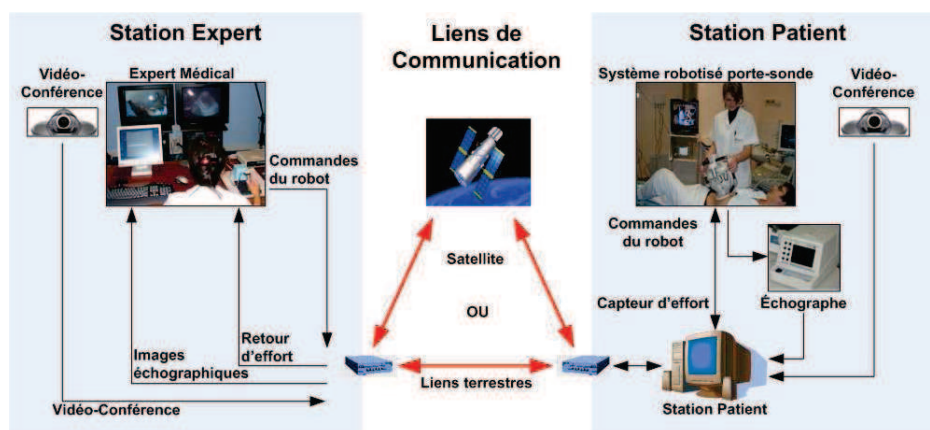 Station Expert
Vidéo-
Conférence
Expert Médical
Commandes
du robot
Retour
d'effort
Images
échographiques
Vidéo-Conférence
Liens de
Communication
Satellite
OU
Liens terrestres
Station Patient
Système robotisé porte-sonde
Vidéo-
Conférence
Commandes
du robot
Capteur d'effort
Échographe
Station Patient